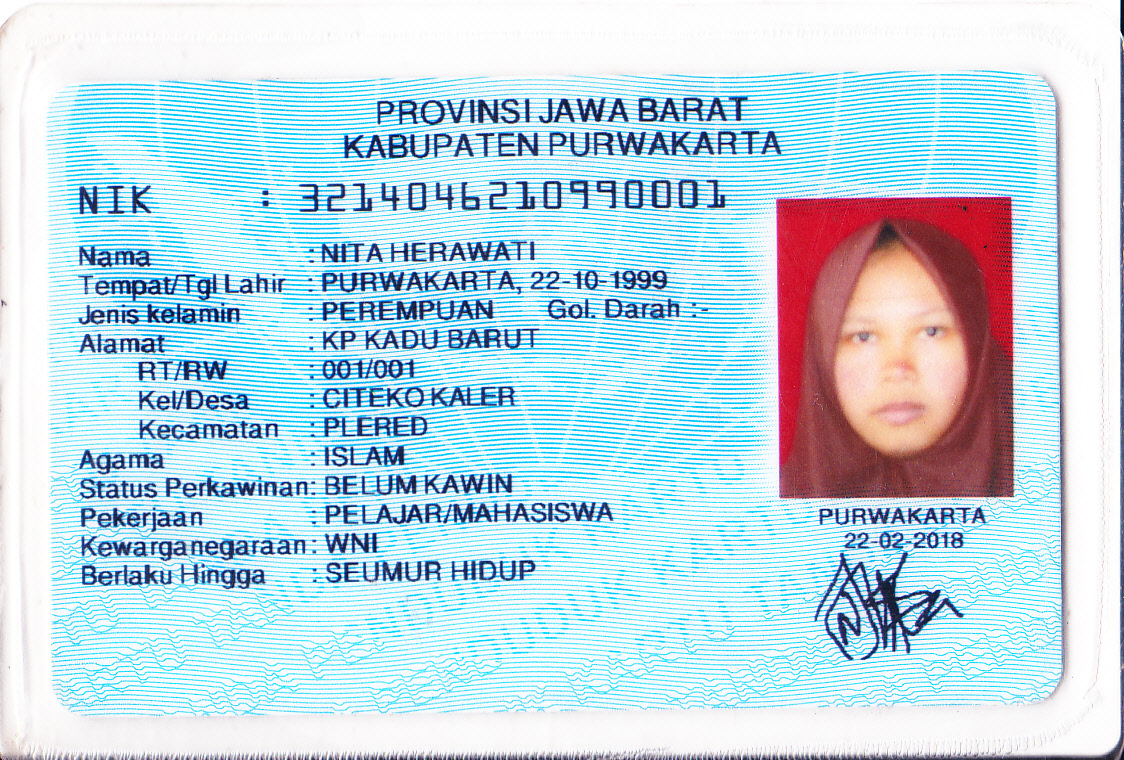 PROVINSI JAWA BARAT
KABUPATEN PURWAKARTA
NIK : 3214046210990001
Nama : NITA HERAWATI
Tempat/Tgl Lahir : PURWAKARTA, 22-10-1999
Jenis kelamin : PEREMPUAN Gol. Darah :-
Alamat : KP KADU BARUT
RT/RW : 001/001
Kel/Desa : CITEKO KALER
Kecamatan : PLERED
Agama : ISLAM
Status Perkawinan: BELUM KAWIN
Pekerjaan : PELAJAR/MAHASISWA
Kewarganegaraan: WNI
Berlaku Hingga : SEUMUR HIDUP
PURWAKARTA
22-02-2018